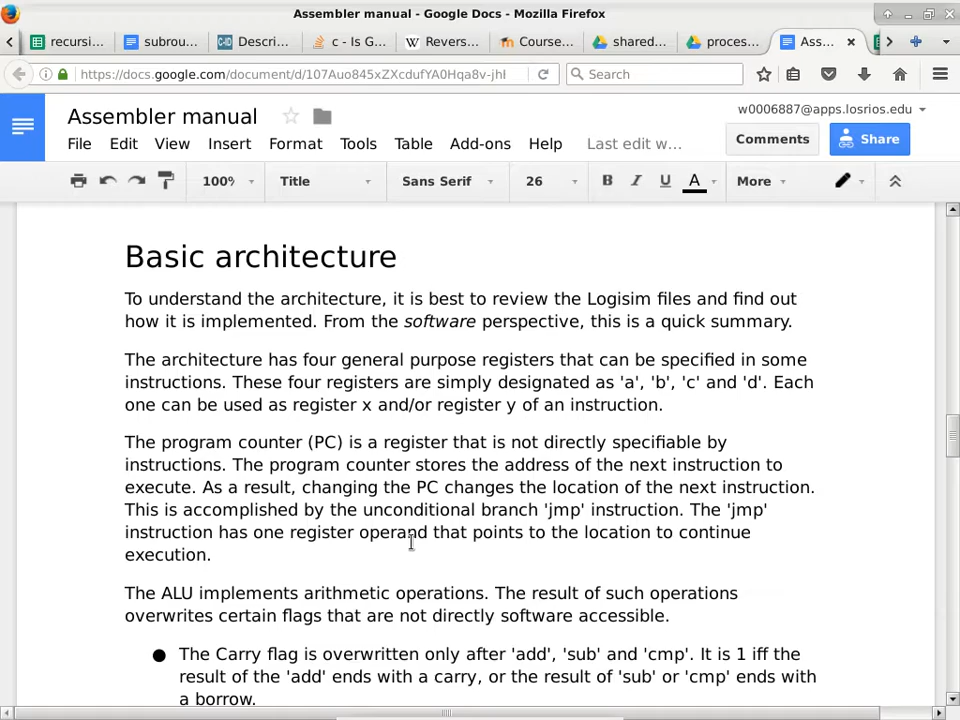 Assembler manual - Google Docs - Mozilla Firefox
recursi...
subrou...
C-ID Descri...
c - Is G...
W Revers...
Course...
shared...
proces...
Ass...
https://docs.google.com/document/d/107Auo845xZXcdufYA0Hqa8v-jhl
Search
Assembler manual
w0006887@apps.losrios.edu
File Edit View Insert Format Tools Table Add-ons Help Last edit w...
Comments
Share
100% Title Sans Serif 26 B I U A More
Basic architecture
To understand the architecture, it is best to review the Logisim files and find out
how it is implemented. From the software perspective, this is a quick summary.
The architecture has four general purpose registers that can be specified in some
instructions. These four registers are simply designated as 'a', 'b', 'c' and 'd'. Each
one can be used as register x and/or register y of an instruction.
The program counter (PC) is a register that is not directly specifiable by
instructions. The program counter stores the address of the next instruction to
execute. As a result, changing the PC changes the location of the next instruction.
This is accomplished by the unconditional branch 'jmp' instruction. The 'jmp'
instruction has one register operand that points to the location to continue
execution.
The ALU implements arithmetic operations. The result of such operations
overwrites certain flags that are not directly software accessible.
● The Carry flag is overwritten only after 'add', 'sub' and 'cmp'. It is 1 iff the
result of the 'add' ends with a carry, or the result of 'sub' or 'cmp' ends with
a borrow.